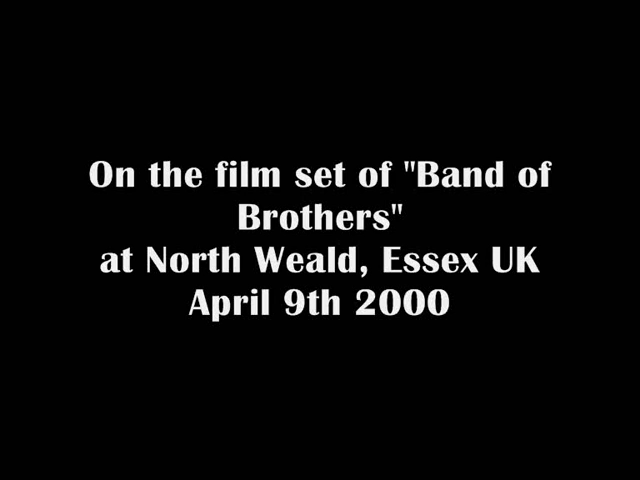 On the film set of "Band of
Brothers"
at North Weald, Essex UK
April 9th 2000